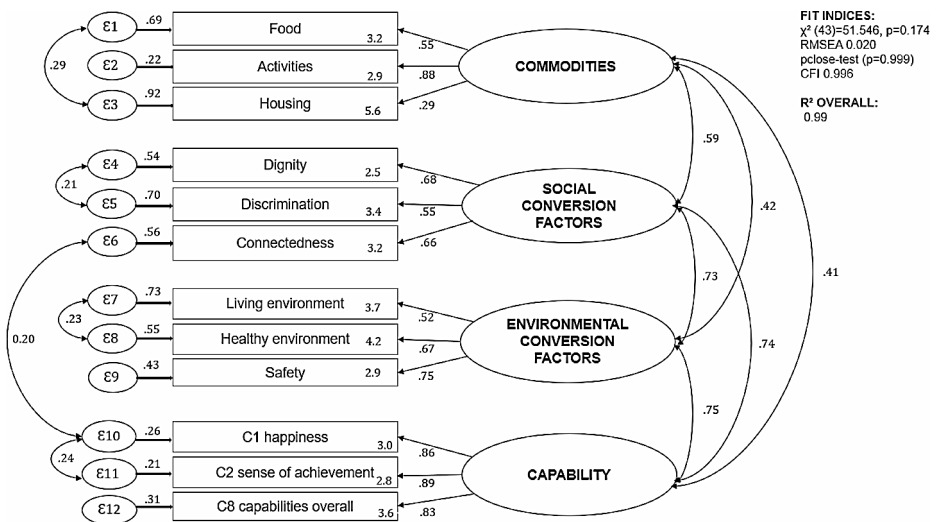 FIT INDICES:
χ² (43)=51.546, p=0.174
RMSEA 0.020
pclose-test (p=0.999)
CFI 0.996
R² OVERALL:
0.99
ε1 .69 Food 3.2 .55
ε2 .22 Activities 2.9 .88
ε3 .92 Housing 5.6 .29
.29
COMMODITIES
.59
ε4 .54 Dignity 2.5 .68
ε5 .70 Discrimination 3.4 .55
ε6 .56 Connectedness 3.2 .66
.21
SOCIAL
CONVERSION
FACTORS
.42
.41
.73
ε7 .73 Living environment 3.7 .52
ε8 .55 Healthy environment 4.2 .67
ε9 .43 Safety 2.9 .75
.23
0.20
ENVIRONMENTAL
CONVERSION
FACTORS
.74
.75
ε10 .26 C1 happiness 3.0 .86
ε11 .21 C2 sense of achievement 2.8 .89
ε12 .31 C8 capabilities overall 3.6 .83
.24
CAPABILITY